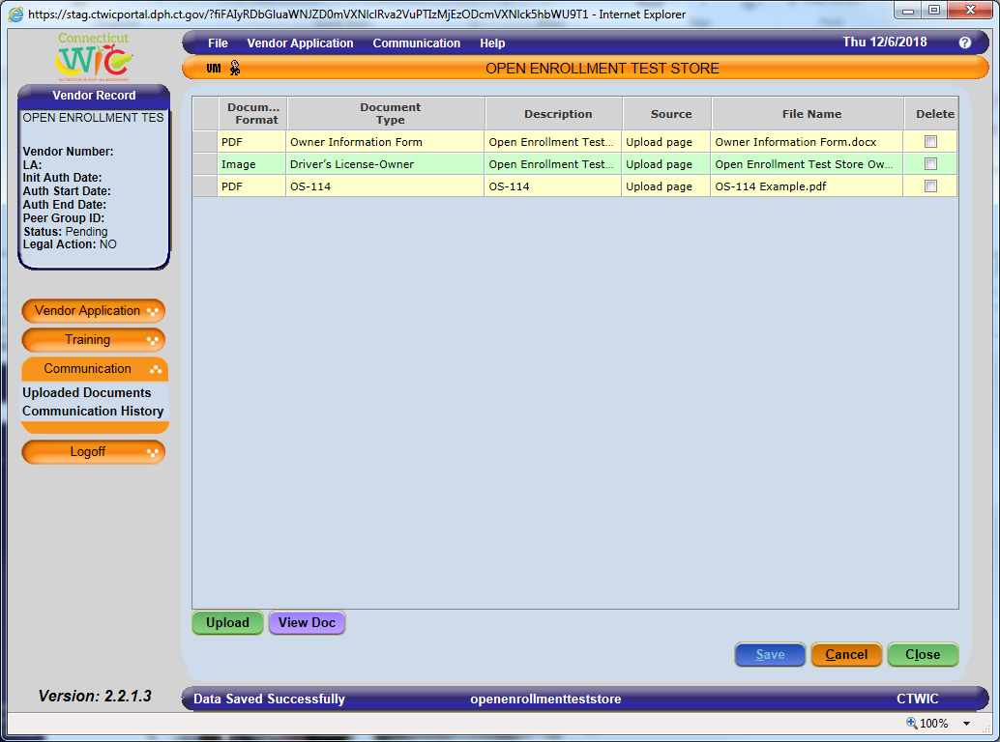 https://stag.ctwicportal.dph.ct.gov/?fiFAIyRDbGluaWNJZD0mVXNlclRva2VuPTIzMjEzODcmVXNlck5hbWU9T1 - Internet Explorer
Connecticut
WIC
File Vendor Application Communication Help Thu 12/6/2018 ?
VM1 OPEN ENROLLMENT TEST STORE
Vendor Record
OPEN ENROLLMENT TES
Vendor Number:
LA:
Init Auth Date:
Auth Start Date:
Auth End Date:
Peer Group ID:
Status: Pending
Legal Action: NO
Vendor Application
Training
Communication
Uploaded Documents
Communication History
Logoff
Docum... Format Document Type Description Source File Name Delete
PDF Owner Information Form Open Enrollment Test... Upload page Owner Information Form.docx
Image Driver's License-Owner Open Enrollment Test... Upload page Open Enrollment Test Store Ow...
PDF OS-114 OS-114 Upload page OS-114 Example.pdf
Upload View Doc
Save Cancel Close
Version: 2.2.1.3
Data Saved Successfully openenrollmentteststore CTWIC
100%